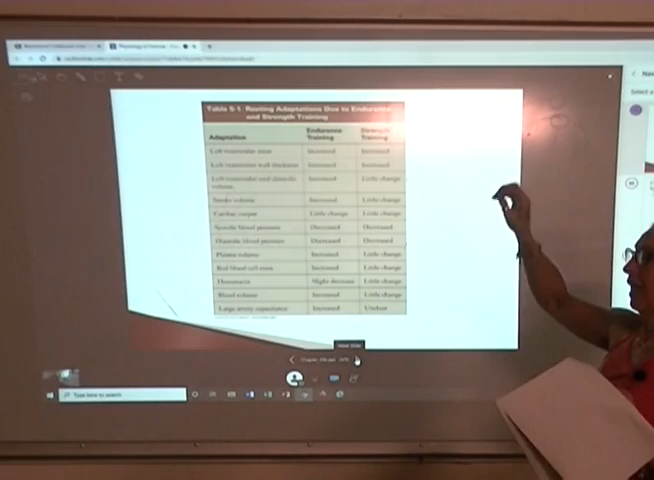 Table 5-1. Resting Adaptations Due to Endurance
and Strength Training
Adaptation
Endurance
Training
Strength
Training
Left ventricular mass Increased Increased
Left ventricular wall thickness Increased Increased
Left ventricular end-diastolic
volume
Increased Little change
Stroke volume Increased Little change
Cardiac output Little change Little change
Systolic blood pressure Decreased Decreased
Diastolic blood pressure Decreased Decreased
Plasma volume Increased Little change
Red blood cell mass Increased Little change
Hematocrit Slight decrease Little change
Blood volume Increased Little change
Large artery capacitance Increased Unclear
Type here to search
Select a